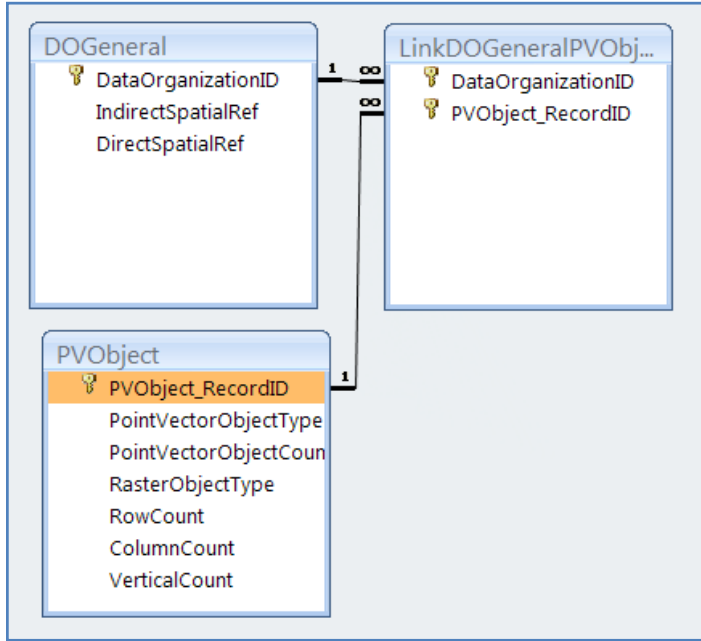 DOGeneral
DataOrganizationID
IndirectSpatialRef
DirectSpatialRef
1
∞
∞
LinkDOGeneralPVObj...
DataOrganizationID
PVObject_RecordID
PVObject
PVObject_RecordID
1
PointVectorObjectType
PointVectorObjectCoun
RasterObjectType
RowCount
ColumnCount
VerticalCount